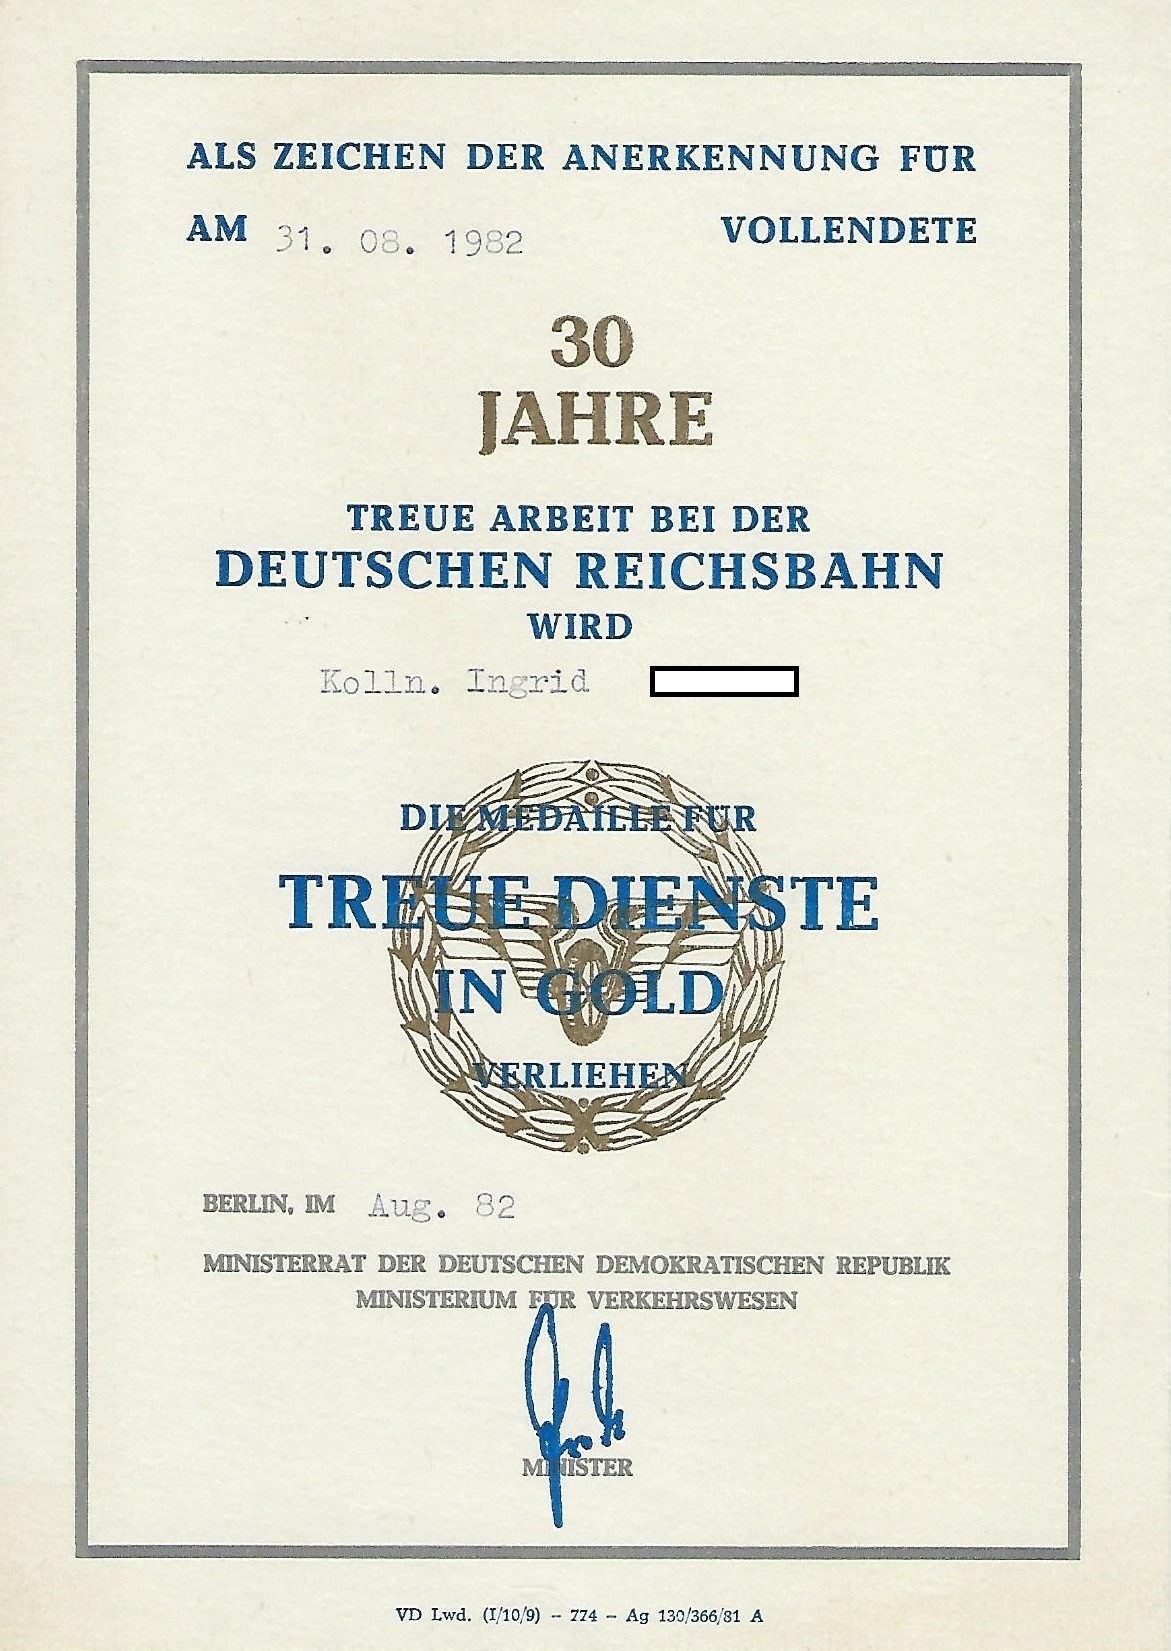 ALS ZEICHEN DER ANERKENNUNG FÜR
AM 31. 08. 1982 VOLLENDETE
30
JAHRE
TREUE ARBEIT BEI DER
DEUTSCHEN REICHSBAHN
WIRD
Kolln. Ingrid
DIE MEDAILLE FÜR
TREUE DIENSTE
IN GOLD
VERLIEHEN
BERLIN, IM Aug. 82
MINISTERRAT DER DEUTSCHEN DEMOKRATISCHEN REPUBLIK
MINISTERIUM FÜR VERKEHRSWESEN
MINISTER
VD Lwd. (I/10/9) – 774 – Ag 130/366/81 A